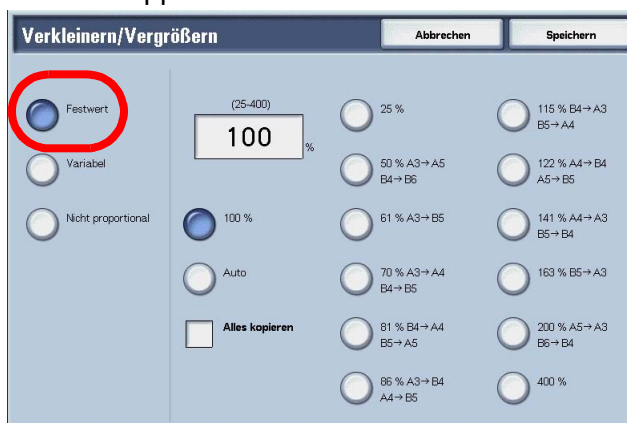 Verkleinern/Vergrößern
Abbrechen
Speichern
Festwert
Variabel
Nicht proportional
(25-400)
100
%
100 %
Auto
Alles kopieren
25 %
50 % A3→A5
B4→B6
61 % A3→B5
70 % A3→A4
B4→B5
81 % B4→A4
B5→A5
86 % A3→B4
A4→B5
115 % B4→A3
B5→A4
122 % A4→B4
A5→B5
141 % A4→A3
B5→B4
163 % B5→A3
200 % A5→A3
B6→B4
400 %